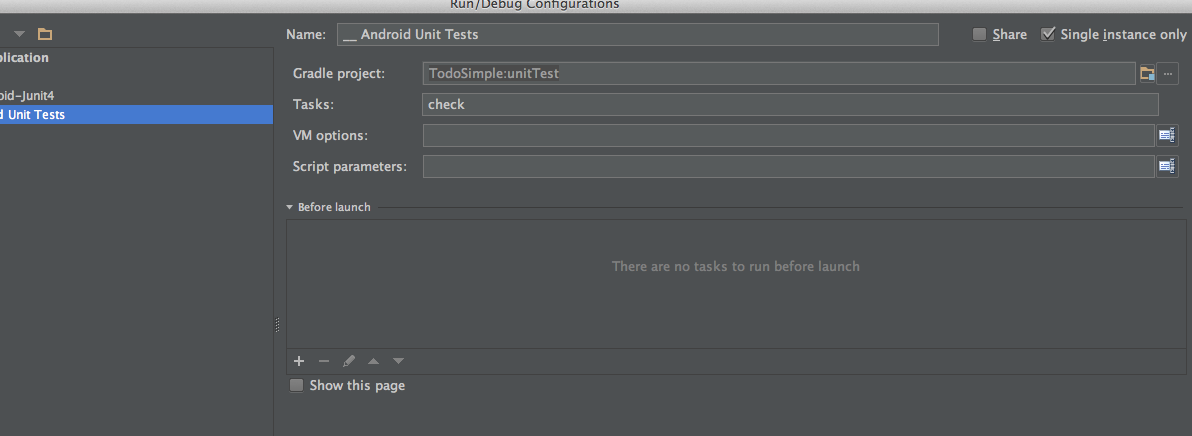 Run/Debug Configurations
Name: __ Android Unit Tests
Share
Single instance only
plication
oid-Junit4
d Unit Tests
Gradle project: TodoSimple:unitTest
...
Tasks: check
VM options:
Script parameters:
Before launch
There are no tasks to run before launch
Show this page